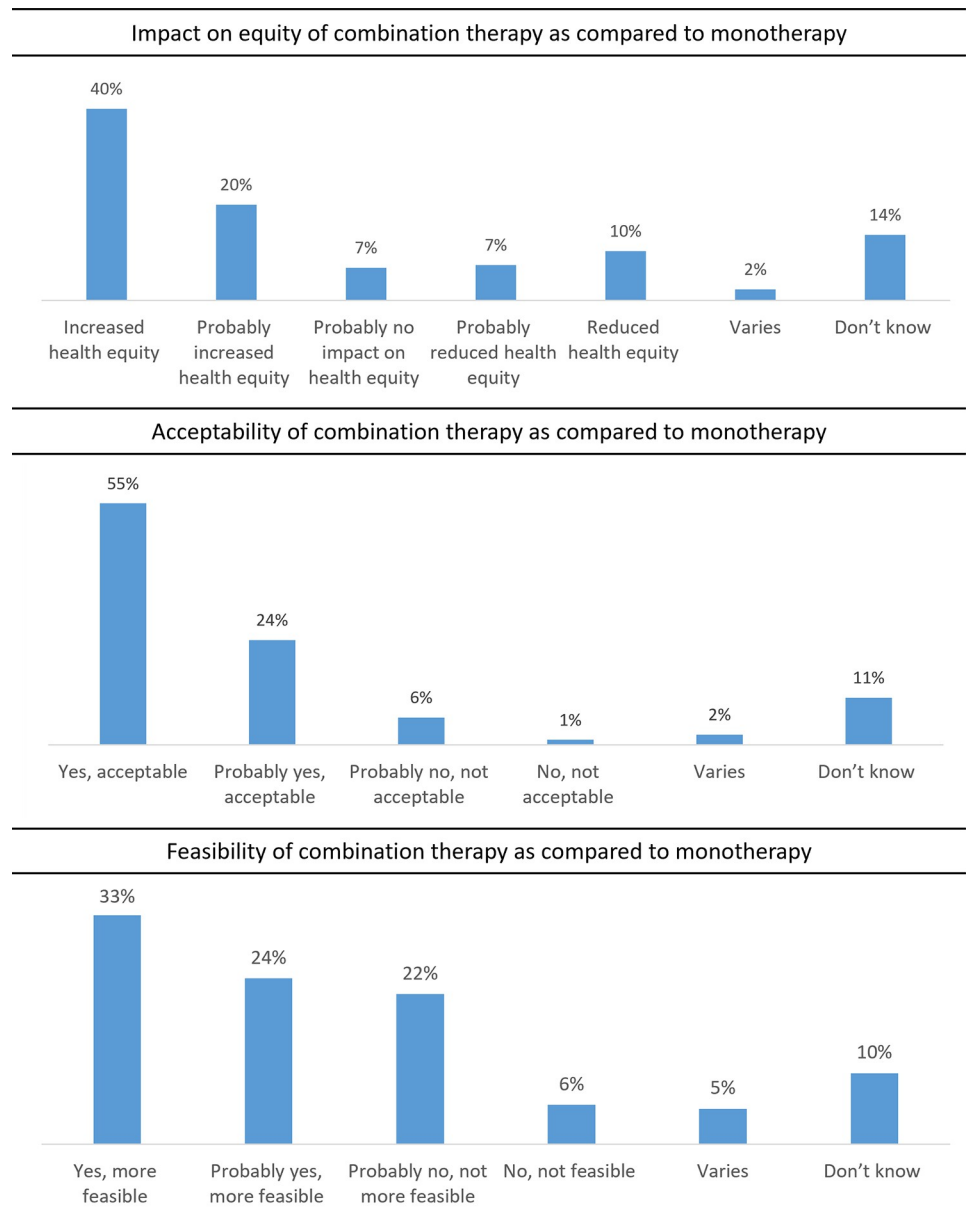 Impact on equity of combination therapy as compared to monotherapy
40%
20%
7%
7%
10%
2%
14%
Increased
health equity
Probably
increased
health equity
Probably no
impact on
health equity
Probably
reduced health
equity
Reduced
health equity
Varies
Don’t know
Acceptability of combination therapy as compared to monotherapy
55%
24%
6%
1%
2%
11%
Yes, acceptable
Probably yes,
acceptable
Probably no, not
acceptable
No, not
acceptable
Varies
Don’t know
Feasibility of combination therapy as compared to monotherapy
33%
24%
22%
6%
5%
10%
Yes, more
feasible
Probably yes,
more feasible
Probably no, not
more feasible
No, not feasible
Varies
Don’t know